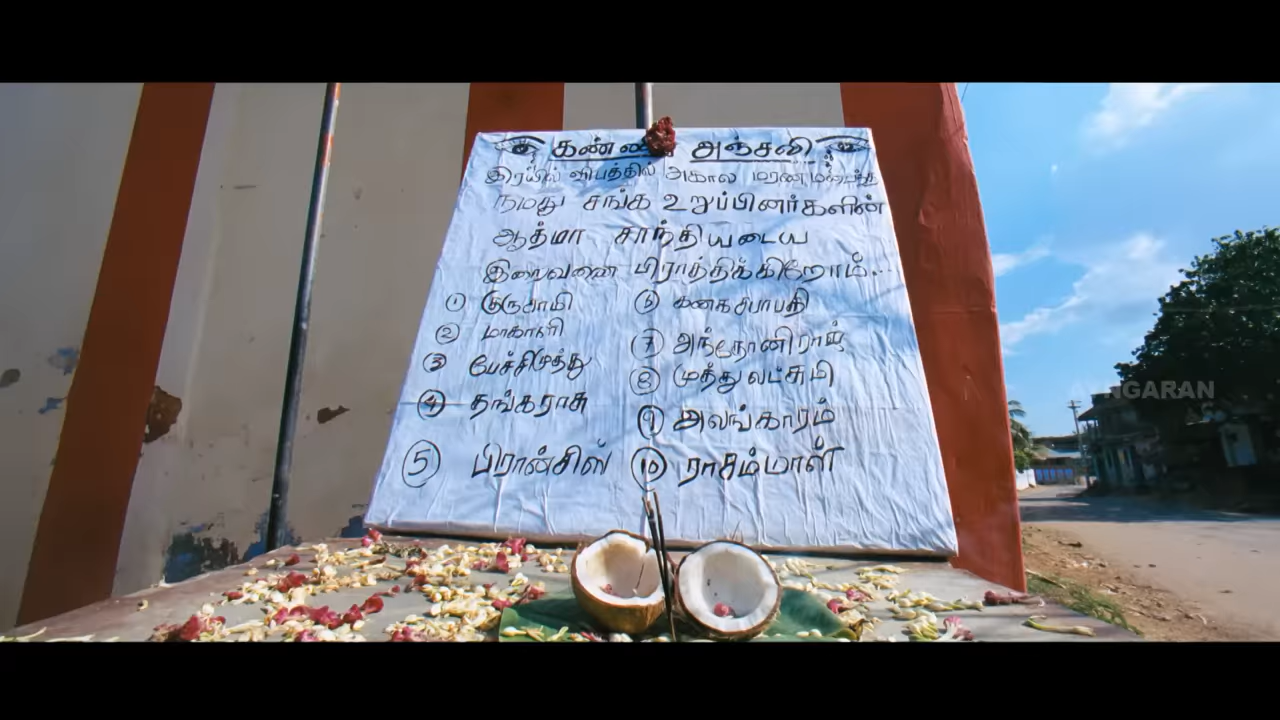 கண்ணீர் அஞ்சலி
இரயில் விபத்தில் அகால மரணமடைந்த
நமது சங்க உறுப்பினர்களின்
ஆத்மா சாந்தியடைய
இறைவனை பிராத்திக்கிறோம்...
① குருசாமி
② மாகாளி
③ பேச்சிமுத்து
④ தங்கராசு
⑤ பிரான்சிஸ்
⑥ கனகசபாபதி
⑦ அந்தோனிராஜ்
⑧ முத்துலட்சுமி
⑨ அலங்காரம்
⑩ ராசம்மாள்
AYNGARAN